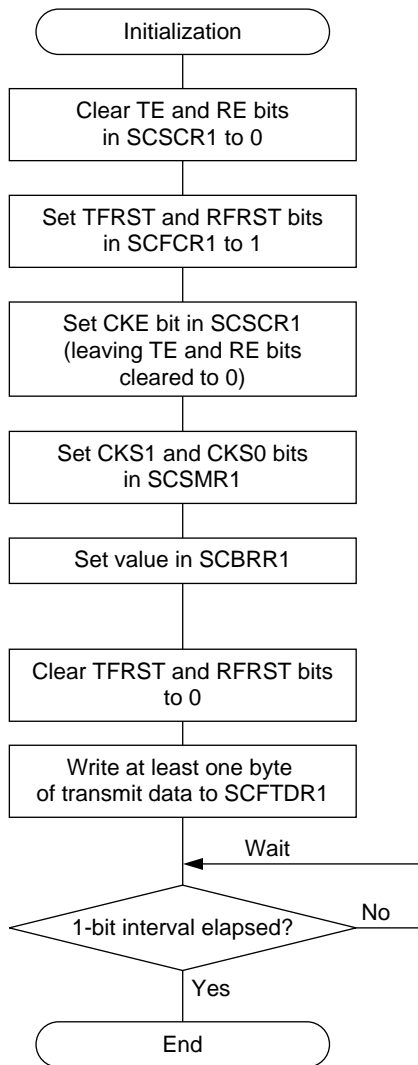 Initialization
Clear TE and RE bits
in SCSCR1 to 0
Set TFRST and RFRST bits
in SCFCR1 to 1
Set CKE bit in SCSCR1
(leaving TE and RE bits
cleared to 0)
Set CKS1 and CKS0 bits
in SCSMR1
Set value in SCBRR1
Clear TFRST and RFRST bits
to 0
Write at least one byte
of transmit data to SCFTDR1
Wait
1-bit interval elapsed?
No
Yes
End